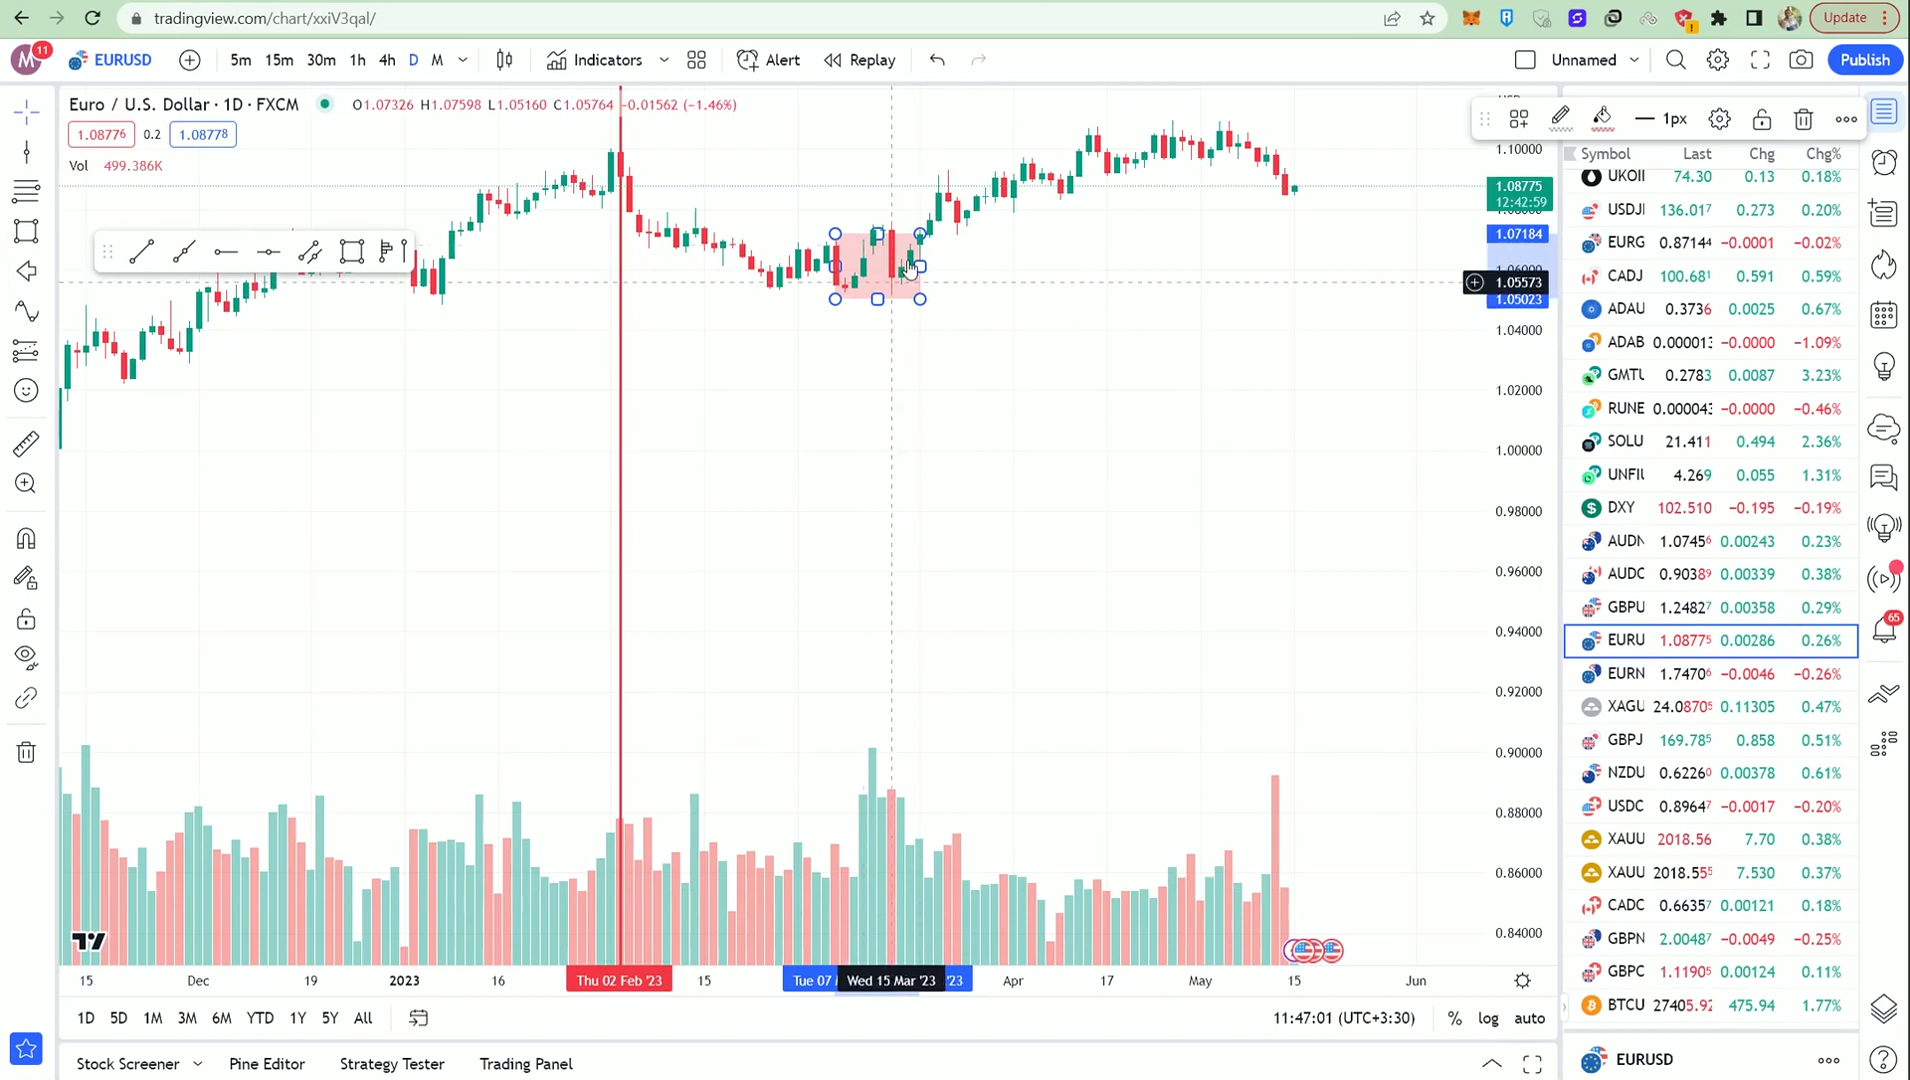 tradingview.com/chart/xxiV3qal/
Update
M 11 EURUSD 5m 15m 30m 1h 4h D M Indicators Alert Replay Unnamed Publish
Euro / U.S. Dollar · 1D · FXCM O1.07326 H1.07598 L1.05160 C1.05764 −0.01562 (−1.46%)
1.08776 0.2 1.08778
Vol 499.386K
1px
1.10000
1.08775
12:42:59
1.07184
1.05573
1.05023
1.04000
1.02000
1.00000
0.98000
0.96000
0.94000
0.92000
0.90000
0.88000
0.86000
0.84000
Symbol Last Chg Chg%
UKOII 74.30 0.13 0.18%
USDJI 136.017 0.273 0.20%
EURG 0.87144 −0.0001 −0.02%
CADJ 100.681 0.591 0.59%
ADAU 0.3736 0.0025 0.67%
ADAB 0.000013 −0.0000 −1.09%
GMTU 0.2783 0.0087 3.23%
RUNE 0.000043 −0.0000 −0.46%
SOLU 21.411 0.494 2.36%
UNFIU 4.269 0.055 1.31%
DXY 102.510 −0.195 −0.19%
AUDN 1.07456 0.00243 0.23%
AUDC 0.90389 0.00339 0.38%
GBPU 1.24827 0.00358 0.29%
EURU 1.08775 0.00286 0.26%
EURN 1.74706 −0.0046 −0.26%
XAGU 24.08705 0.11305 0.47%
GBPJ 169.785 0.858 0.51%
NZDU 0.62260 0.00378 0.61%
USDC 0.89647 −0.0017 −0.20%
XAUU 2018.56 7.70 0.38%
XAUU 2018.555 7.530 0.37%
CADC 0.66357 0.00121 0.18%
GBPN 2.00487 −0.0049 −0.25%
GBPC 1.11905 0.00124 0.11%
BTCU 27405.92 475.94 1.77%
65
15 Dec 19 2023 16 Thu 02 Feb '23 15 Tue 07 Wed 15 Mar '23 '23 Apr 17 May 15 Jun
1D 5D 1M 3M 6M YTD 1Y 5Y All 11:47:01 (UTC+3:30) % log auto
Stock Screener Pine Editor Strategy Tester Trading Panel
EURUSD